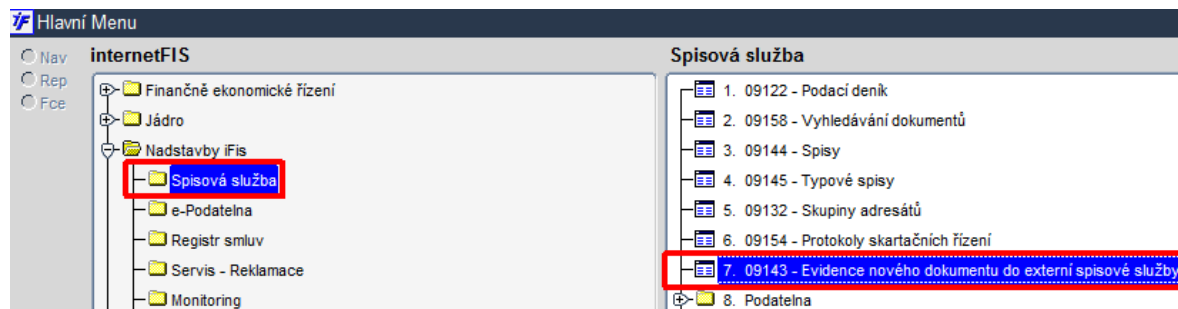 iF Hlavní Menu
Nav
Rep
Fce
internetFIS
Finančně ekonomické řízení
Jádro
Nadstavby iFis
Spisová služba
e-Podatelna
Registr smluv
Servis - Reklamace
Monitoring
Spisová služba
1. 09122 - Podací deník
2. 09158 - Vyhledávání dokumentů
3. 09144 - Spisy
4. 09145 - Typové spisy
5. 09132 - Skupiny adresátů
6. 09154 - Protokoly skartačních řízení
7. 09143 - Evidence nového dokumentu do externí spisové služby
8. Podatelna